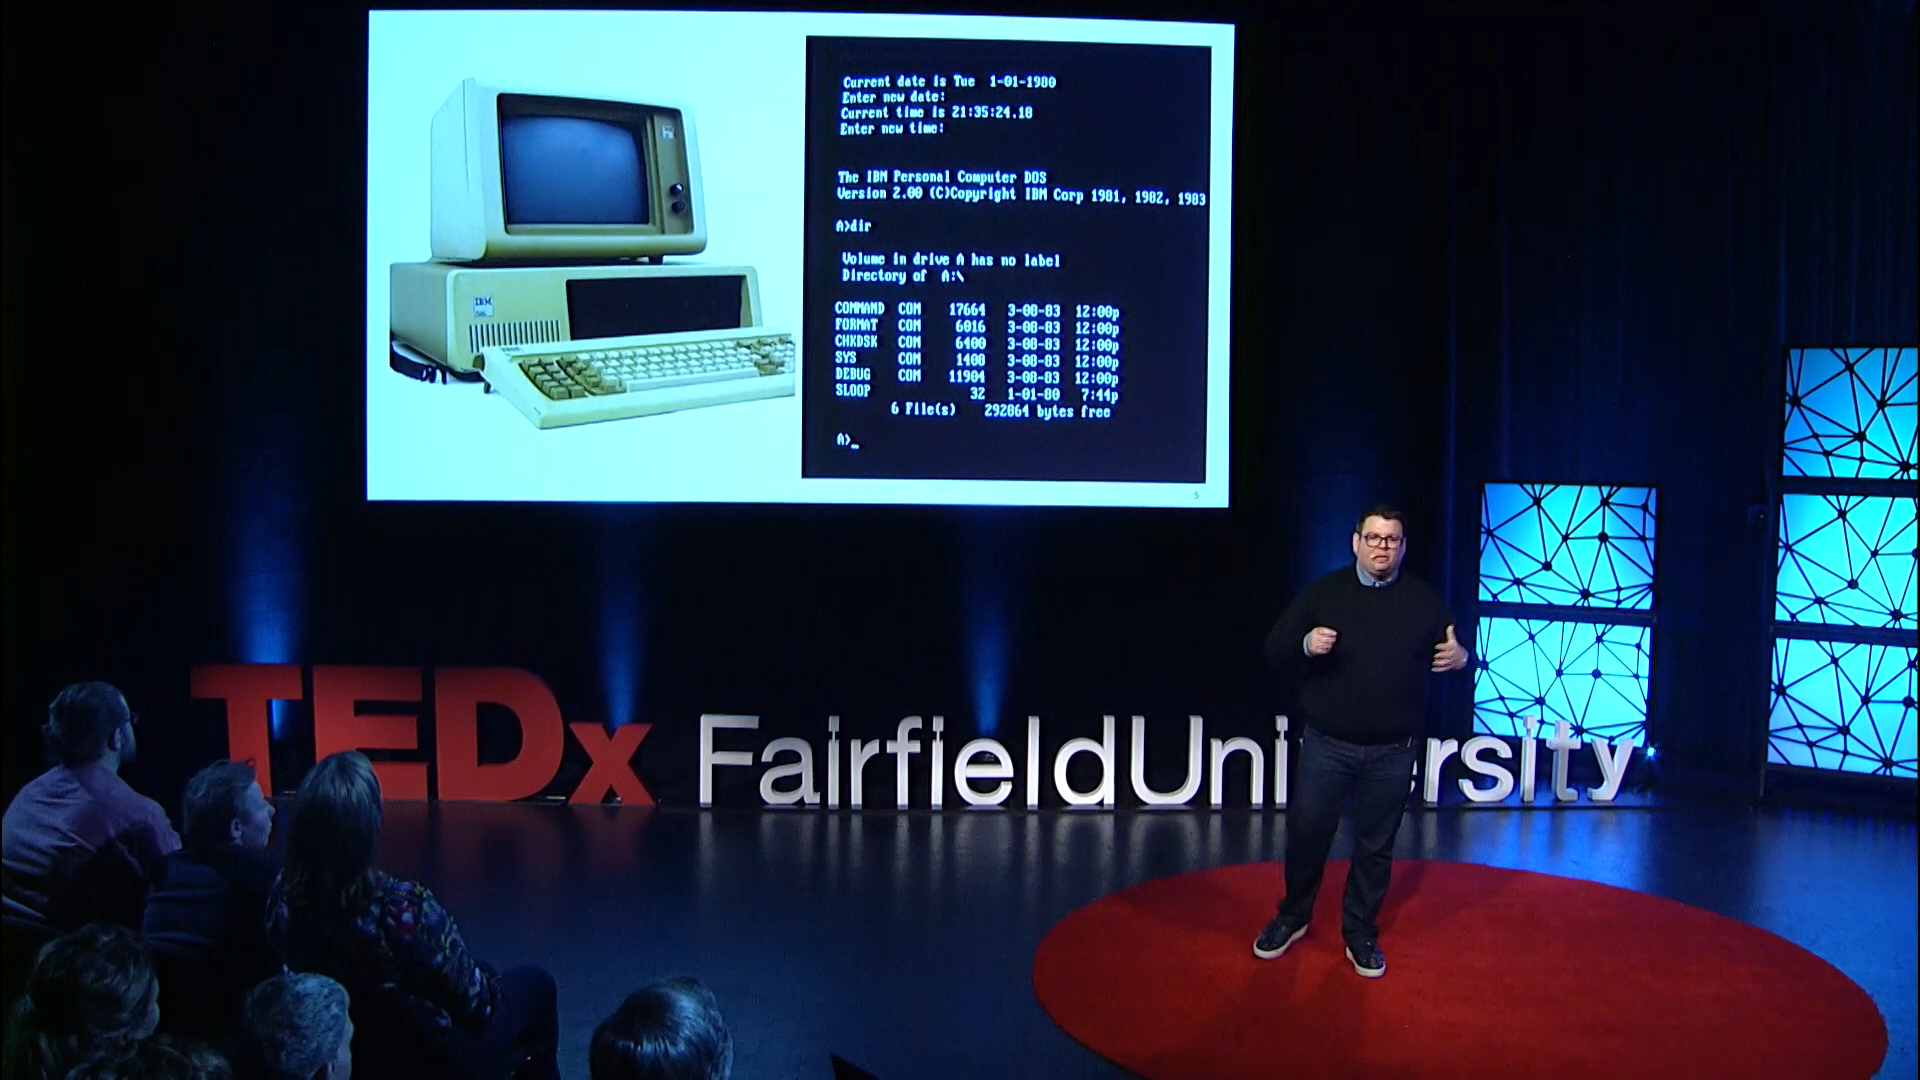 Current date is Tue 1-01-1980
Enter new date:
Current time is 21:35:24.18
Enter new time:
The IBM Personal Computer DOS
Version 2.00 (C)Copyright IBM Corp 1981, 1982, 1983
A>dir
Volume in drive A has no label
Directory of A:\
COMMAND COM 17664 3-08-83 12:00p
FORMAT COM 6016 3-08-83 12:00p
CHKDSK COM 6400 3-08-83 12:00p
SYS COM 1408 3-08-83 12:00p
DEBUG COM 11904 3-08-83 12:00p
SLOOP 32 1-01-80 7:44p
6 File(s) 292864 bytes free
A>_
IBM
5
TEDx FairfieldUni ersity